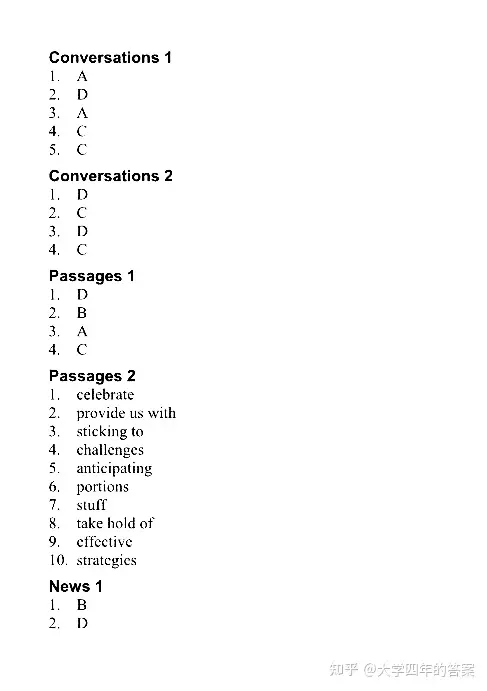 Conversations 1
1. A
2. D
3. A
4. C
5. C
Conversations 2
1. D
2. C
3. D
4. C
Passages 1
1. D
2. B
3. A
4. C
Passages 2
1. celebrate
2. provide us with
3. sticking to
4. challenges
5. anticipating
6. portions
7. stuff
8. take hold of
9. effective
10. strategies
News 1
1. B
2. D
知乎 @大学四年的答案